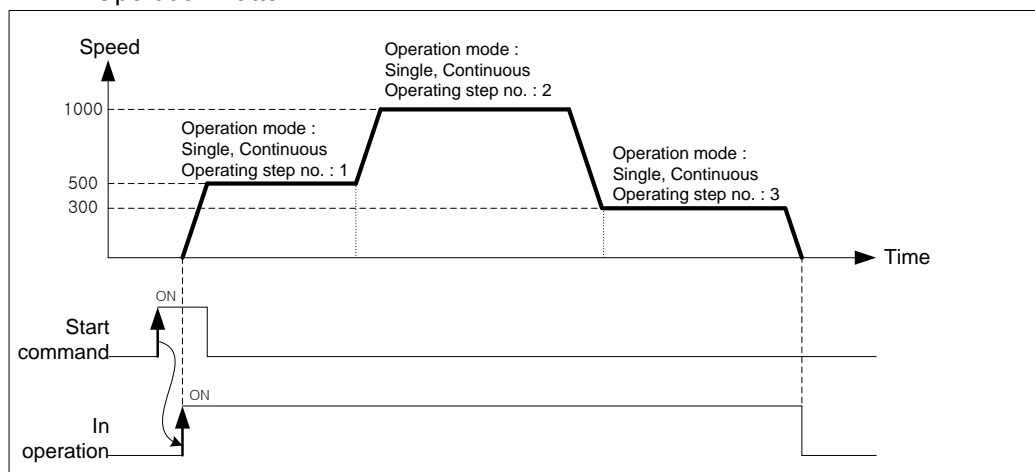 Operation
Speed
Operation mode :
Single, Continuous
Operating step no. : 2
1000
Operation mode :
Single, Continuous
Operating step no. : 1
Operation mode :
Single, Continuous
Operating step no. : 3
500
300
Time
ON
Start
command
ON
In
operation